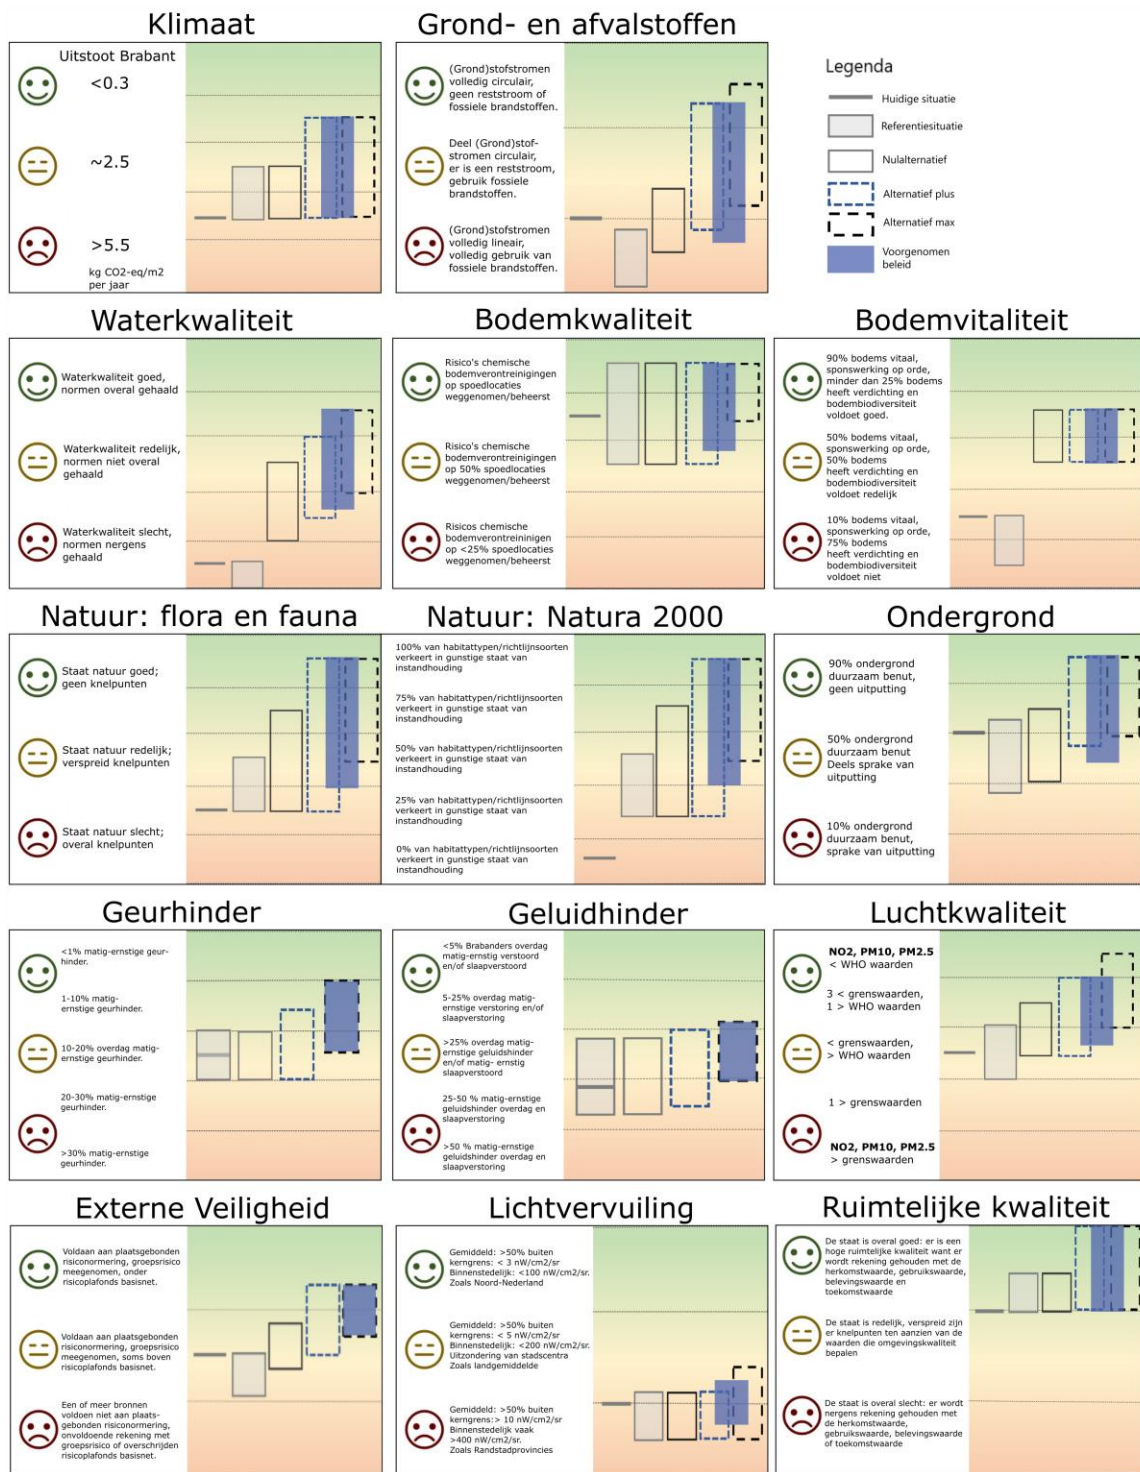 Klimaat
Uitstoot Brabant
<0.3
~2.5
>5.5
kg CO2-eq/m2
per jaar
Grond- en afvalstoffen
(Grond)stofstromen
volledig circulair,
geen reststroom of
fossiele brandstoffen.
Deel (Grond)stof-
stromen circulair,
er is een reststroom,
gebruik fossiele
brandstoffen.
(Grond)stofstromen
volledig lineair,
volledig gebruik van
fossiele brandstoffen.
Legenda
Huidige situatie
Referentiesituatie
Nulalternatief
Alternatief plus
Alternatief max
Voorgenomen
beleid
Waterkwaliteit
Waterkwaliteit goed,
normen overal gehaald
Waterkwaliteit redelijk,
normen niet overal
gehaald
Waterkwaliteit slecht,
normen nergens
gehaald
Bodemkwaliteit
Risico's chemische
bodemverontreinigingen
op spoedlocaties
weggenomen/beheerst
Risico's chemische
bodemverontreinigingen
op 50% spoedlocaties
weggenomen/beheerst
Risicos chemische
bodemverontreininigen
op <25% spoedlocaties
weggenomen/beheerst
Bodemvitaliteit
90% bodems vitaal,
sponswerking op orde,
minder dan 25% bodems
heeft verdichting en
bodembiodiversiteit
voldoet goed.
50% bodems vitaal,
sponswerking op orde,
50% bodems
heeft verdichting en
bodembiodiversiteit
voldoet redelijk
10% bodems vitaal,
sponswerking op orde,
75% bodems
heeft verdichting en
bodembiodiversiteit
voldoet niet
Natuur: flora en fauna
Staat natuur goed;
geen knelpunten
Staat natuur redelijk;
verspreid knelpunten
Staat natuur slecht;
overal knelpunten
Natuur: Natura 2000
100% van habitattypen/richtlijnsoorten
verkeert in gunstige staat van
instandhouding
75% van habitattypen/richtlijnsoorten
verkeert in gunstige staat van
instandhouding
50% van habitattypen/richtlijnsoorten
verkeert in gunstige staat van
instandhouding
25% van habitattypen/richtlijnsoorten
verkeert in gunstige staat van
instandhouding
0% van habitattypen/richtlijnsoorten
verkeert in gunstige staat van
instandhouding
Ondergrond
90% ondergrond
duurzaam benut,
geen uitputting
50% ondergrond
duurzaam benut
Deels sprake van
uitputting
10% ondergrond
duurzaam benut,
sprake van uitputting
Geurhinder
<1% matig-ernstige geur-
hinder.
1-10% matig-
ernstige geurhinder.
10-20% overdag matig-
ernstige geurhinder.
20-30% matig-ernstige
geurhinder.
>30% matig-ernstige
geurhinder.
Geluidhinder
<5% Brabanders overdag
matig-ernstig verstoord
en/of slaapverstoord
5-25% overdag matig-
ernstige verstoring en/of
slaapverstoring
>25% overdag matig-
ernstige geluidshinder
en/of matig- ernstig
slaapverstoord
25-50 % matig-ernstige
geluidshinder overdag en
slaapverstoring
>50 % matig-ernstige
geluidshinder overdag en
slaapverstoring
Luchtkwaliteit
NO2, PM10, PM2.5
< WHO waarden
3 < grenswaarden,
1 > WHO waarden
< grenswaarden,
> WHO waarden
1 > grenswaarden
NO2, PM10, PM2.5
> grenswaarden
Externe Veiligheid
Voldaan aan plaatsgebonden
risiconormering, groepsrisico
meegenomen, onder
risicoplafonds basisnet.
Voldaan aan plaatsgebonden
risiconormering, groepsrisico
meegenomen, soms boven
risicoplafonds basisnet.
Een of meer bronnen
voldoen niet aan plaats-
gebonden risiconormering,
onvoldoende rekening met
groepsrisico of overschrijden
risicoplafonds basisnet.
Lichtvervuiling
Gemiddeld: >50% buiten
kerngrens: < 3 nW/cm2/sr
Binnenstedelijk: <100 nW/cm2/sr.
Zoals Noord-Nederland
Gemiddeld: >50% buiten
kerngrens: < 5 nW/cm2/sr
Binnenstedelijk: <200 nW/cm2/sr.
Uitzondering van stadscentra
Zoals landgemiddelde
Gemiddeld: >50% buiten
kerngrens:> 10 nW/cm2/sr
Binnenstedelijk vaak
>400 nW/cm2/sr.
Zoals Randstadprovincies
Ruimtelijke kwaliteit
De staat is overal goed: er is een
hoge ruimtelijke kwaliteit want er
wordt rekening gehouden met de
herkomstwaarde, gebruikswaarde,
belevingswaarde en
toekomstwaarde
De staat is redelijk, verspreid zijn
er knelpunten ten aanzien van de
waarden die omgevingskwaliteit
bepalen
De staat is overal slecht: er wordt
nergens rekening gehouden met
de herkomstwaarde,
gebruikswaarde, belevingswaarde
of toekomstwaarde